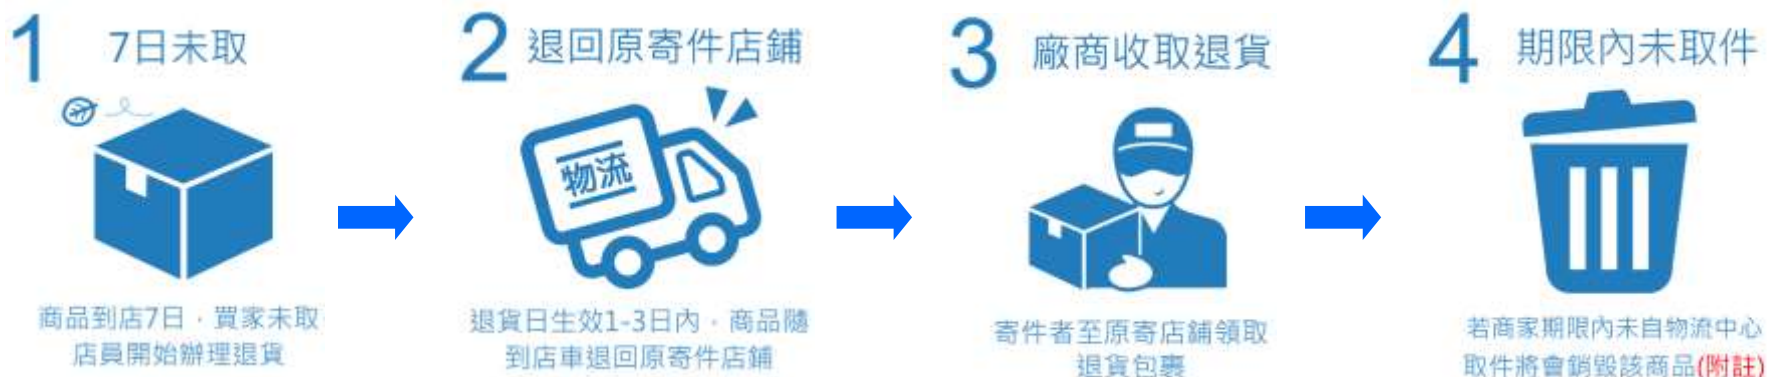 1 7日未取
商品到店7日，買家未取
店員開始辦理退貨
2 退回原寄件店鋪
物流
退貨日生效1-3日內，商品隨
到店車退回原寄件店鋪
3 廠商收取退貨
寄件者至原寄店鋪領取
退貨包裹
4 期限內未取件
若商家期限內未自物流中心
取件將會銷毀該商品(附註)